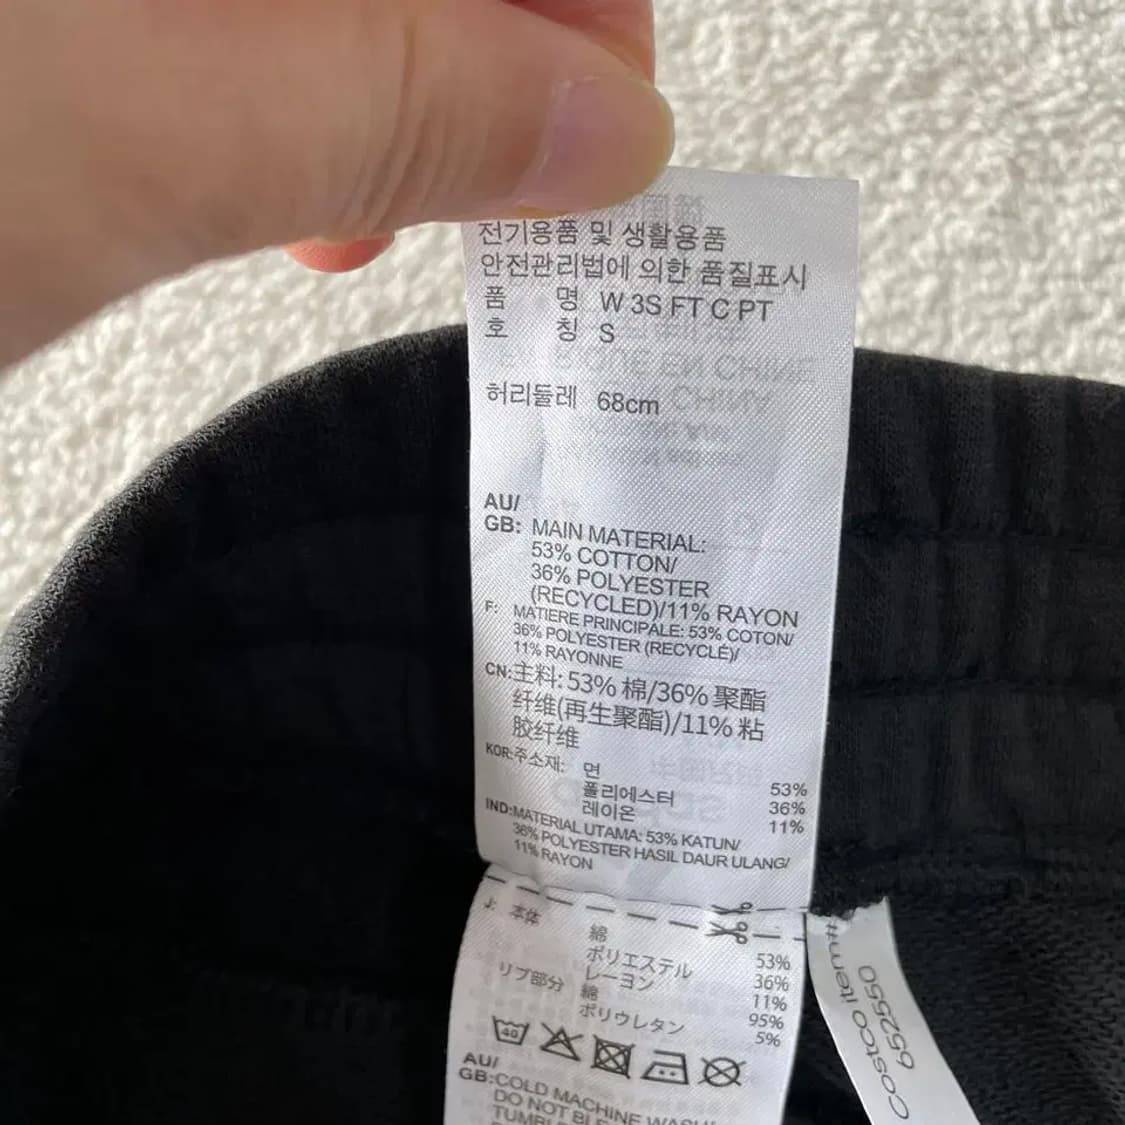 전기용품 및 생활용품
안전관리법에 의한 품질표시
품 명 W 3S FT C PT
호 칭 S
허리둘레 68cm
AU/
GB: MAIN MATERIAL:
53% COTTON/
36% POLYESTER
(RECYCLED)/11% RAYON
F: MATIERE PRINCIPALE: 53% COTON/
36% POLYESTER (RECYCLÉ)/
11% RAYONNE
CN:主料: 53% 棉/36% 聚酯
纤维(再生聚酯)/11% 粘
胶纤维
KOR:주소재: 면 53%
폴리에스터 36%
레이온 11%
IND:MATERIAL UTAMA: 53% KATUN/
36% POLYESTER HASIL DAUR ULANG/
11% RAYON
J: 本体 綿 53%
ポリエステル 36%
レーヨン 11%
リブ部分 綿 95%
ポリウレタン 5%
40
AU/
GB:COLD MACHINE WASH/
DO NOT
Costco item#
652550